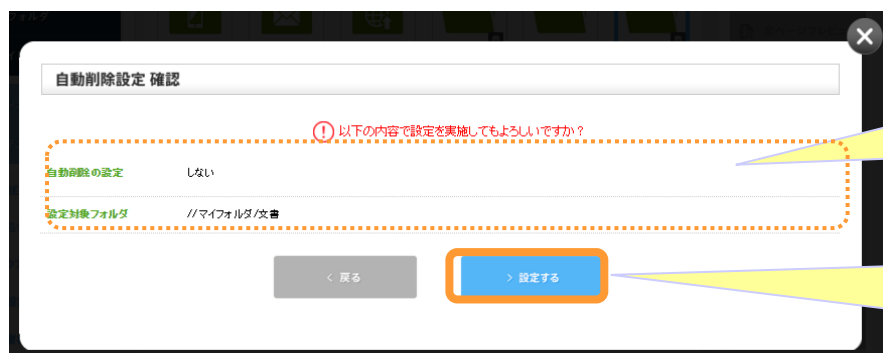 自動削除設定 確認
以下の内容で設定を実施してもよろしいですか？
自動削除の設定 しない
設定対象フォルダ //マイフォルダ/文書
< 戻る > 設定する